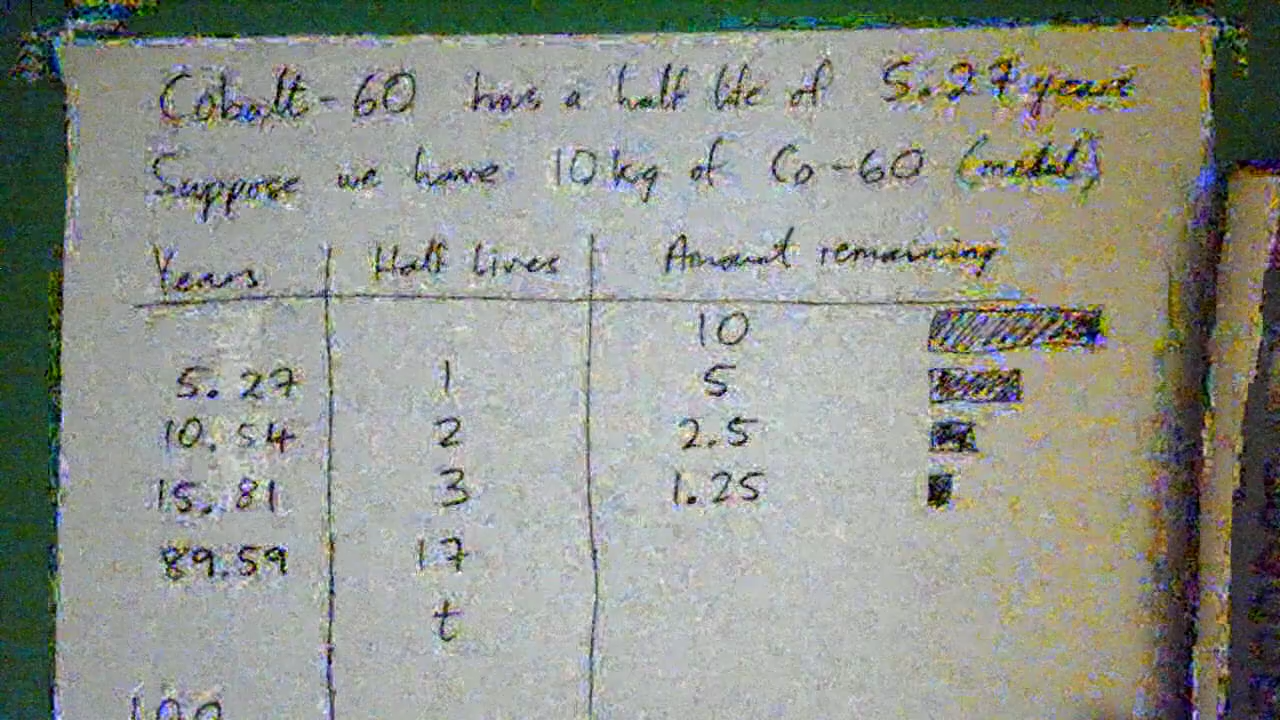 Cobalt-60 has a half life of 5.27 years
Suppose we have 10 kg of Co-60 (metal)
Years Half Lives Amount remaining
10
5.27 1 5
10.54 2 2.5
15.81 3 1.25
89.59 17
t
100